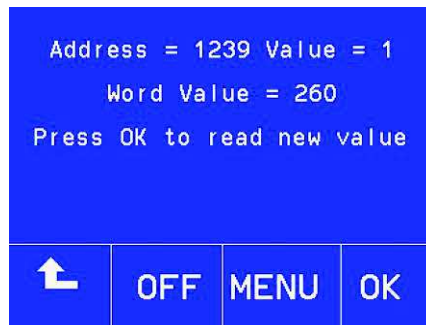 Address = 1239 Value = 1
Word Value = 260
Press OK to read new value
OFF MENU OK